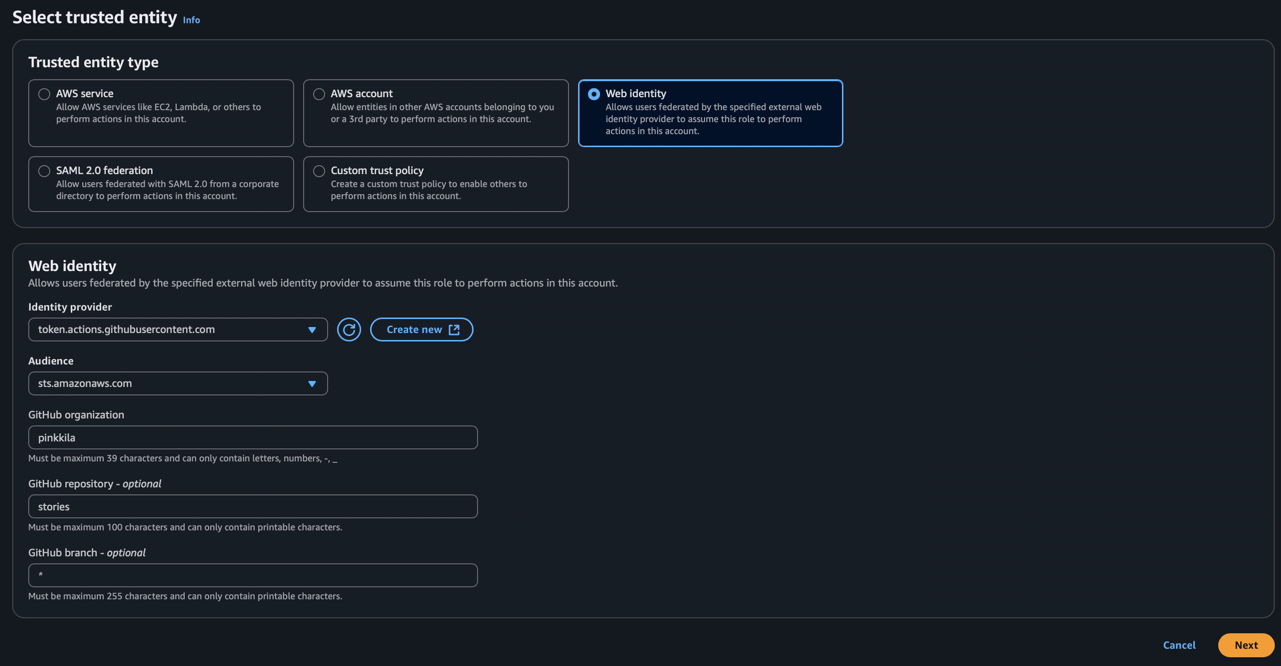 Select trusted entity Info
Trusted entity type
AWS service
Allow AWS services like EC2, Lambda, or others to
perform actions in this account.
AWS account
Allow entities in other AWS accounts belonging to you
or a 3rd party to perform actions in this account.
Web identity
Allows users federated by the specified external web
identity provider to assume this role to perform
actions in this account.
SAML 2.0 federation
Allow users federated with SAML 2.0 from a corporate
directory to perform actions in this account.
Custom trust policy
Create a custom trust policy to enable others to
perform actions in this account.
Web identity
Allows users federated by the specified external web identity provider to assume this role to perform actions in this account.
Identity provider
token.actions.githubusercontent.com
Create new
Audience
sts.amazonaws.com
GitHub organization
pinkkila
Must be maximum 39 characters and can only contain letters, numbers, -, _
GitHub repository - optional
stories
Must be maximum 100 characters and can only contain printable characters.
GitHub branch - optional
*
Must be maximum 255 characters and can only contain printable characters.
Cancel
Next